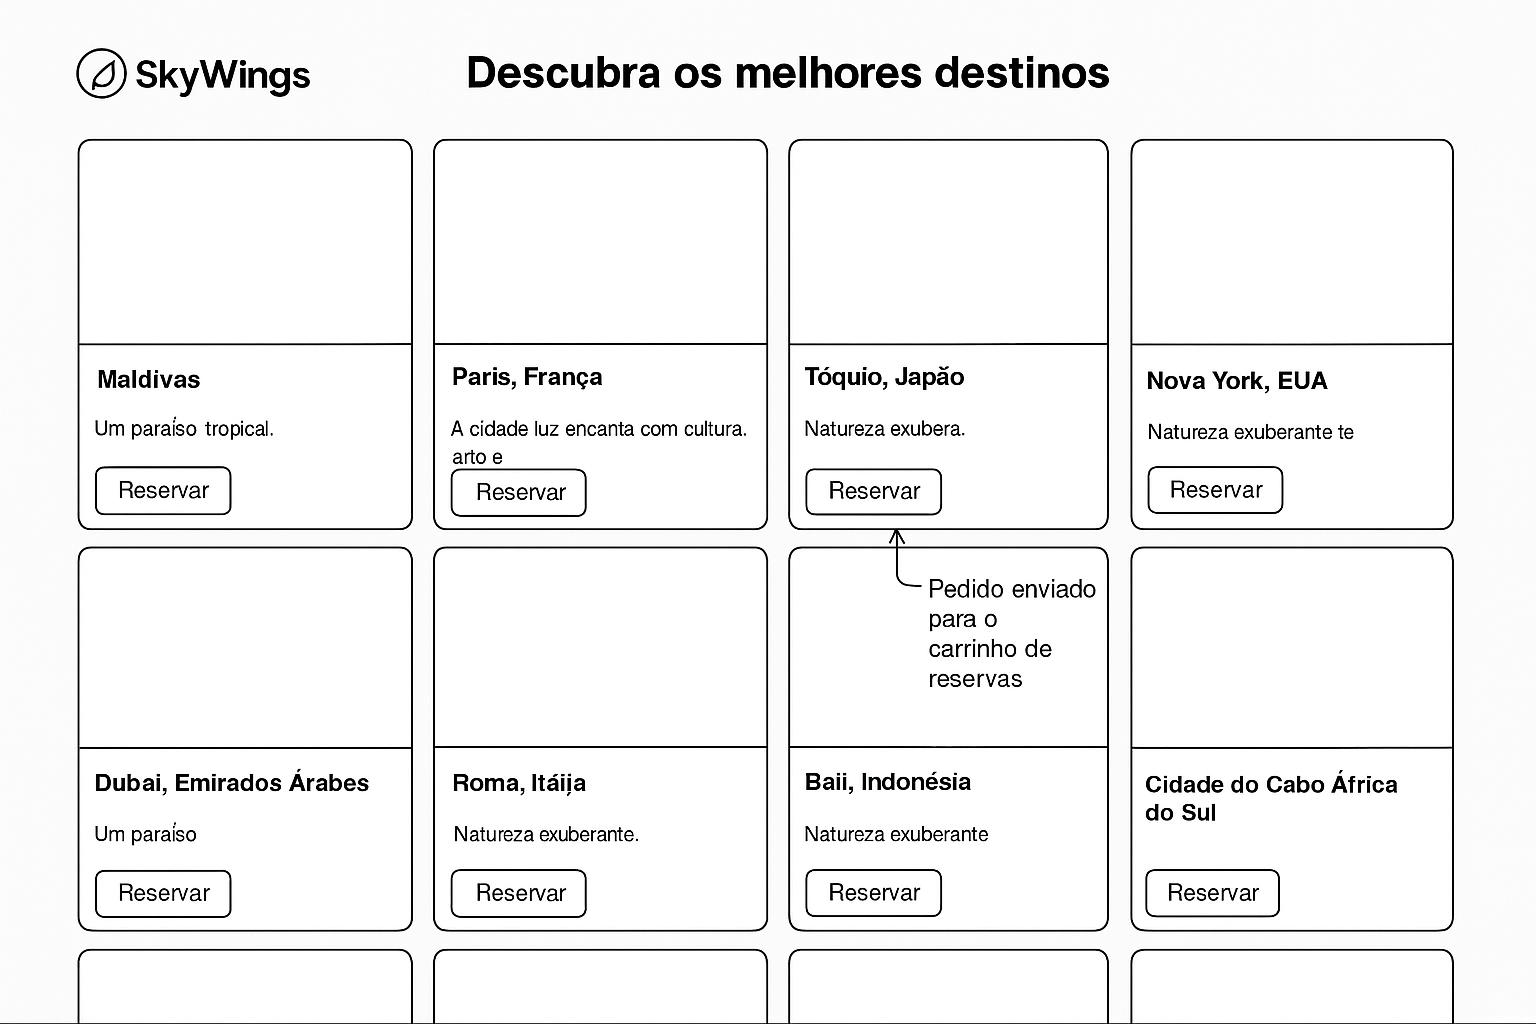 SkyWings
Descubra os melhores destinos
Maldivas
Um paraíso tropical.
Reservar
Paris, França
A cidade luz encanta com cultura.
arto e
Reservar
Tóquio, Japão
Natureza exubera.
Reservar
Nova York, EUA
Natureza exuberante te
Reservar
Pedido enviado
para o
carrinho de
reservas
Dubai, Emirados Árabes
Um paraíso
Reservar
Roma, Itáįja
Natureza exuberante.
Reservar
Baii, Indonésia
Natureza exuberante
Reservar
Cidade do Cabo África
do Sul
Reservar